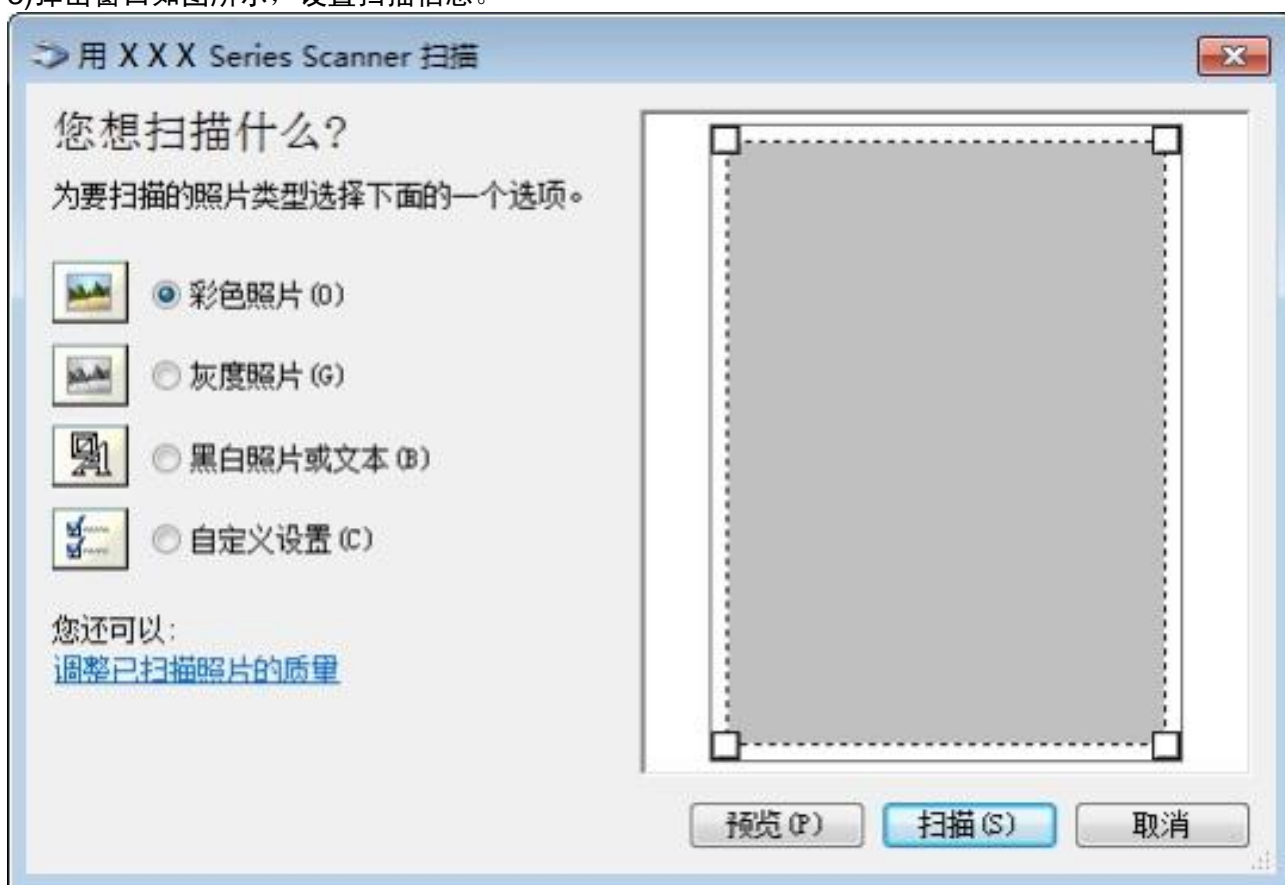 用 X X X Series Scanner 扫描
您想扫描什么?
为要扫描的照片类型选择下面的一个选项。
彩色照片(O)
灰度照片(G)
黑白照片或文本(B)
自定义设置(C)
您还可以:
调整已扫描照片的质量
预览(P) 扫描(S) 取消